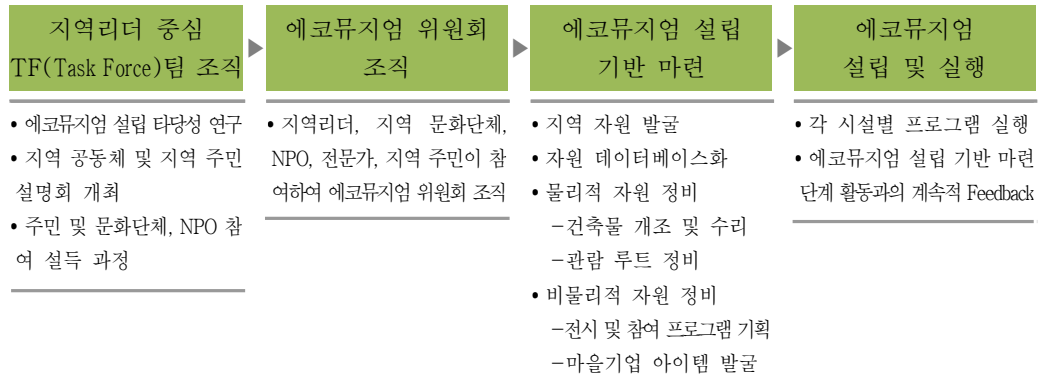 지역리더 중심
TF(Task Force)팀 조직
• 에코뮤지엄 설립 타당성 연구
• 지역 공동체 및 지역 주민
설명회 개최
• 주민 및 문화단체, NPO 참
여 설득 과정
에코뮤지엄 위원회
조직
• 지역리더, 지역 문화단체,
NPO, 전문가, 지역 주민이 참
여하여 에코뮤지엄 위원회 조직
에코뮤지엄 설립
기반 마련
• 지역 자원 발굴
• 자원 데이터베이스화
• 물리적 자원 정비
－건축물 개조 및 수리
－관람 루트 정비
• 비물리적 자원 정비
－전시 및 참여 프로그램 기획
－마을기업 아이템 발굴
에코뮤지엄
설립 및 실행
• 각 시설별 프로그램 실행
• 에코뮤지엄 설립 기반 마련
단계 활동과의 계속적 Feedback